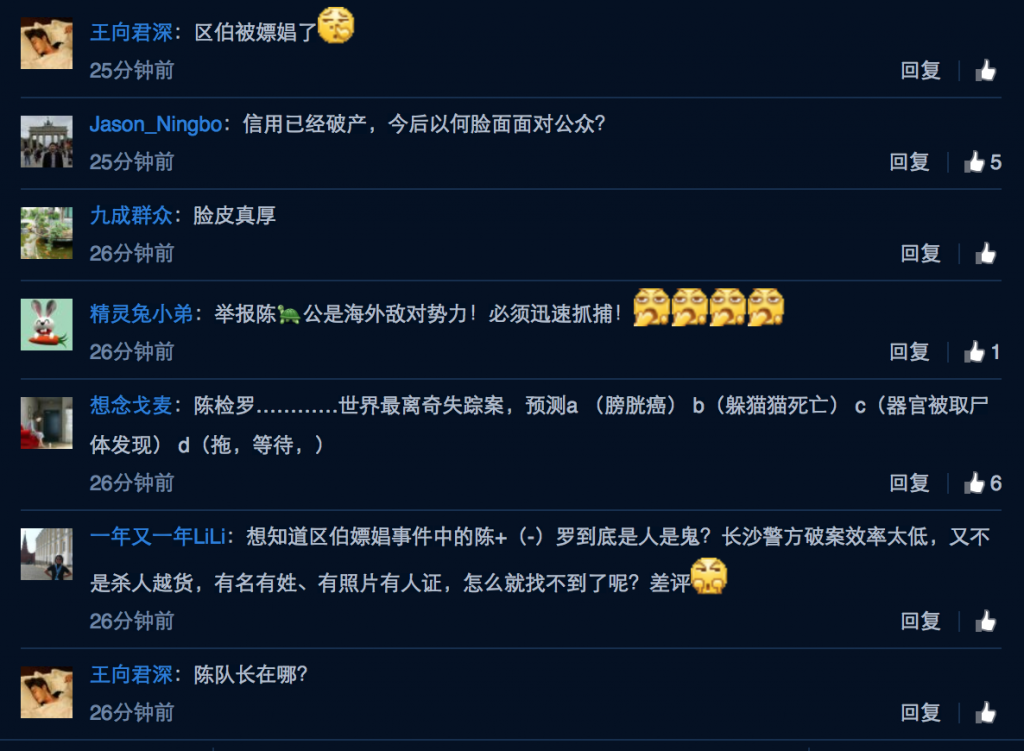 王向君深：区伯被嫖娼了
25分钟前
回复
Jason_Ningbo：信用已经破产，今后以何脸面面对公众？
25分钟前
回复 5
九成群众：脸皮真厚
26分钟前
回复
精灵兔小弟：举报陈🐢公是海外敌对势力！必须迅速抓捕！
26分钟前
回复 1
想念戈麦：陈检罗…………世界最离奇失踪案，预测a （膀胱癌） b（躲猫猫死亡） c（器官被取尸
体发现） d（拖，等待，）
26分钟前
回复 6
一年又一年LiLi：想知道区伯嫖娼事件中的陈+（-）罗到底是人是鬼？长沙警方破案效率太低，又不
是杀人越货，有名有姓、有照片有人证，怎么就找不到了呢？差评
26分钟前
回复
王向君深：陈队长在哪?
26分钟前
回复